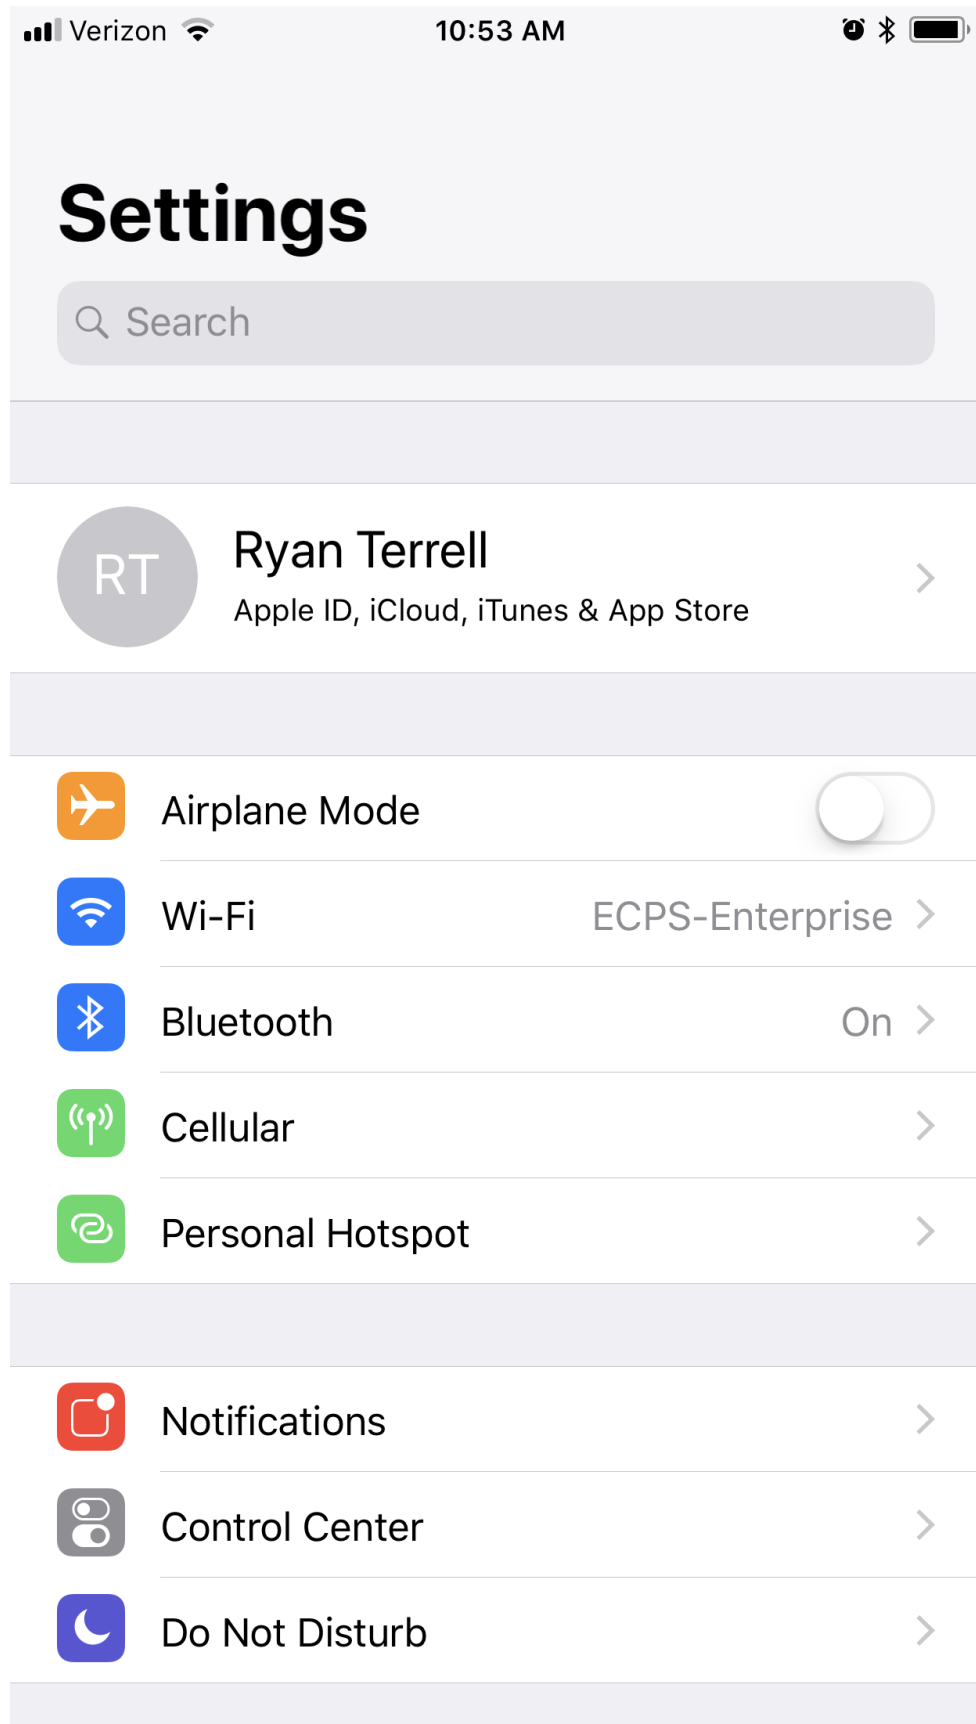 Verizon 10:53 AM
Settings
Search
RT
Ryan Terrell
Apple ID, iCloud, iTunes & App Store
Airplane Mode
Wi-Fi ECPS-Enterprise
Bluetooth On
Cellular
Personal Hotspot
Notifications
Control Center
Do Not Disturb